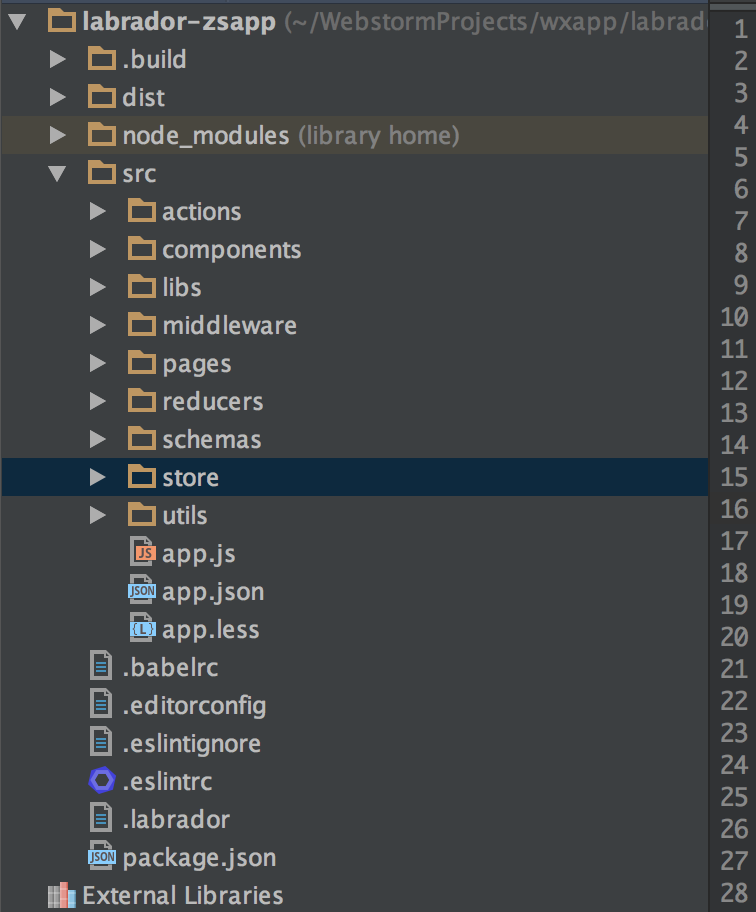 labrador-zsapp (~/WebstormProjects/wxapp/labrad
.build
dist
node_modules (library home)
src
actions
components
libs
middleware
pages
reducers
schemas
store
utils
JS app.js
JSON app.json
{L} app.less
.babelrc
.editorconfig
.eslintignore
.eslintrc
.labrador
JSON package.json
External Libraries
1
2
3
4
5
6
7
8
9
10
11
12
13
14
15
16
17
18
19
20
21
22
23
24
25
26
27
28